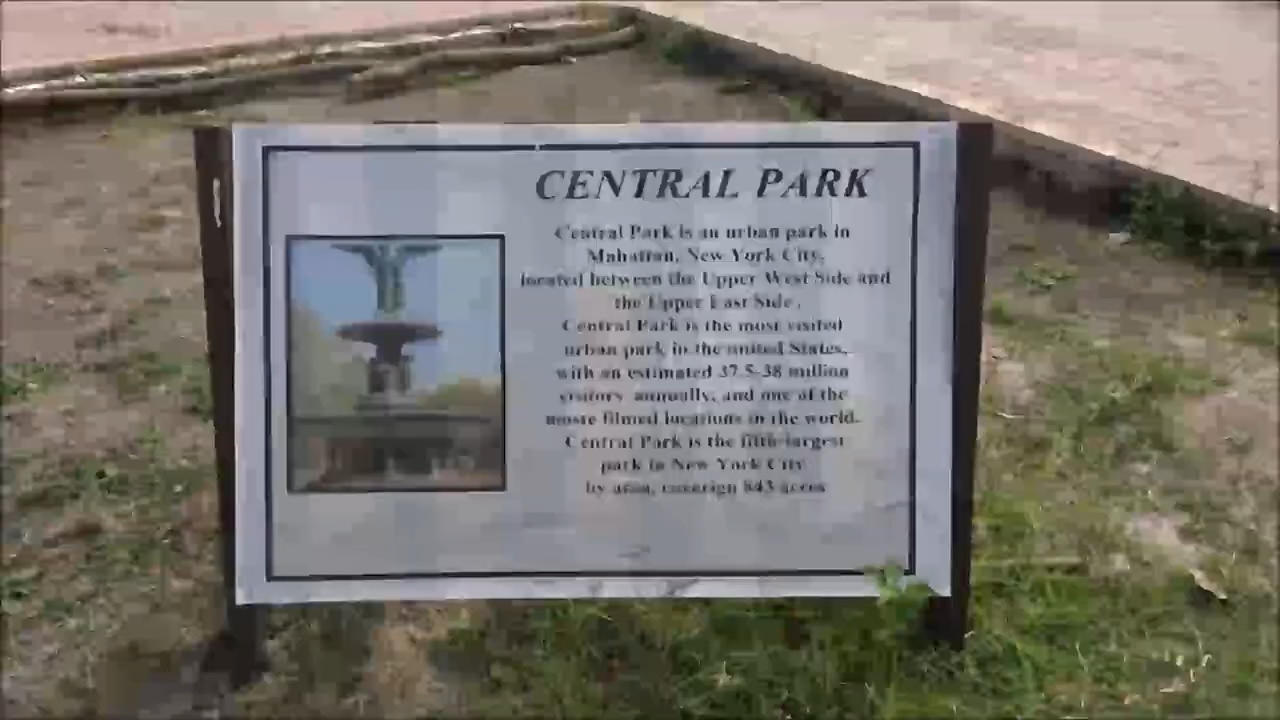 CENTRAL PARK
Central Park is an urban park in
Mahattan, New York City,
located between the Upper West Side and
the Upper East Side.
Central Park is the most visited
urban park in the united States,
with an estimated 37.5-38 million
visitors annually, and one of the
moste filmed locations in the world.
Central Park is the fifth-largest
park in New York City
by area, coverign 843 acres